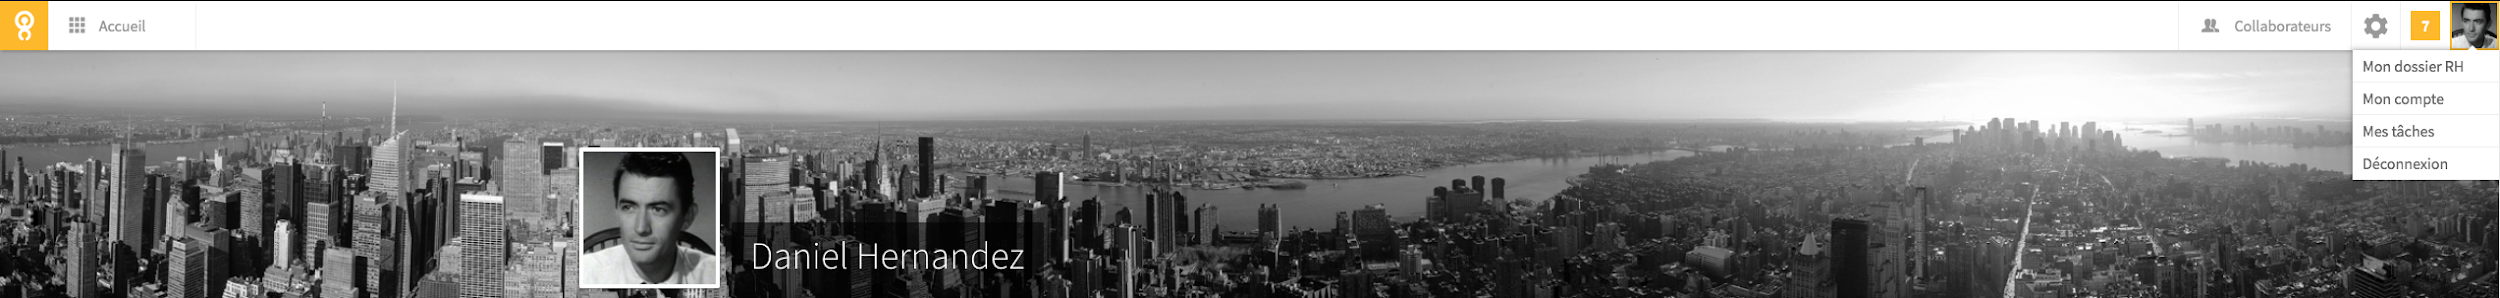 Accueil
Collaborateurs
7
Mon dossier RH
Mon compte
Mes tâches
Déconnexion
Daniel Hernandez